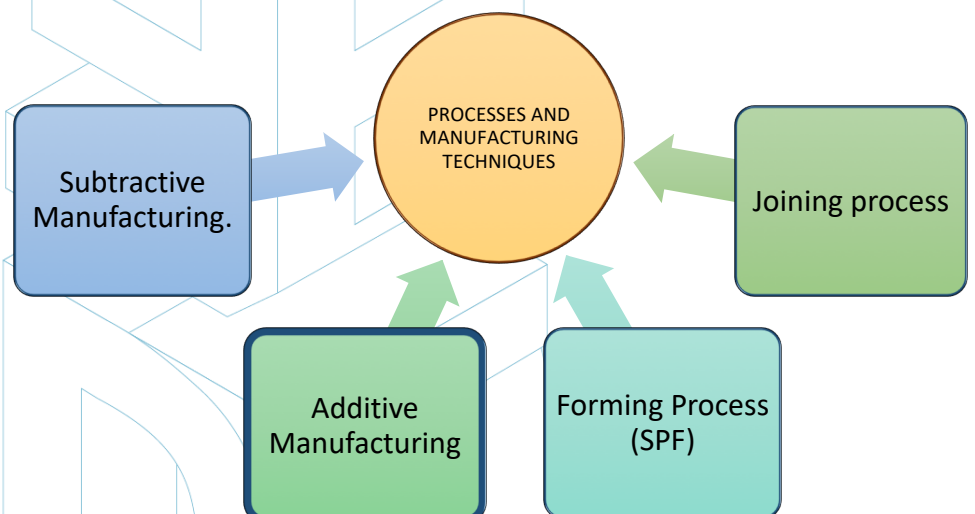 PROCESSES AND
MANUFACTURING
TECHNIQUES
Subtractive
Manufacturing.
Joining process
Additive
Manufacturing
Forming Process
(SPF)